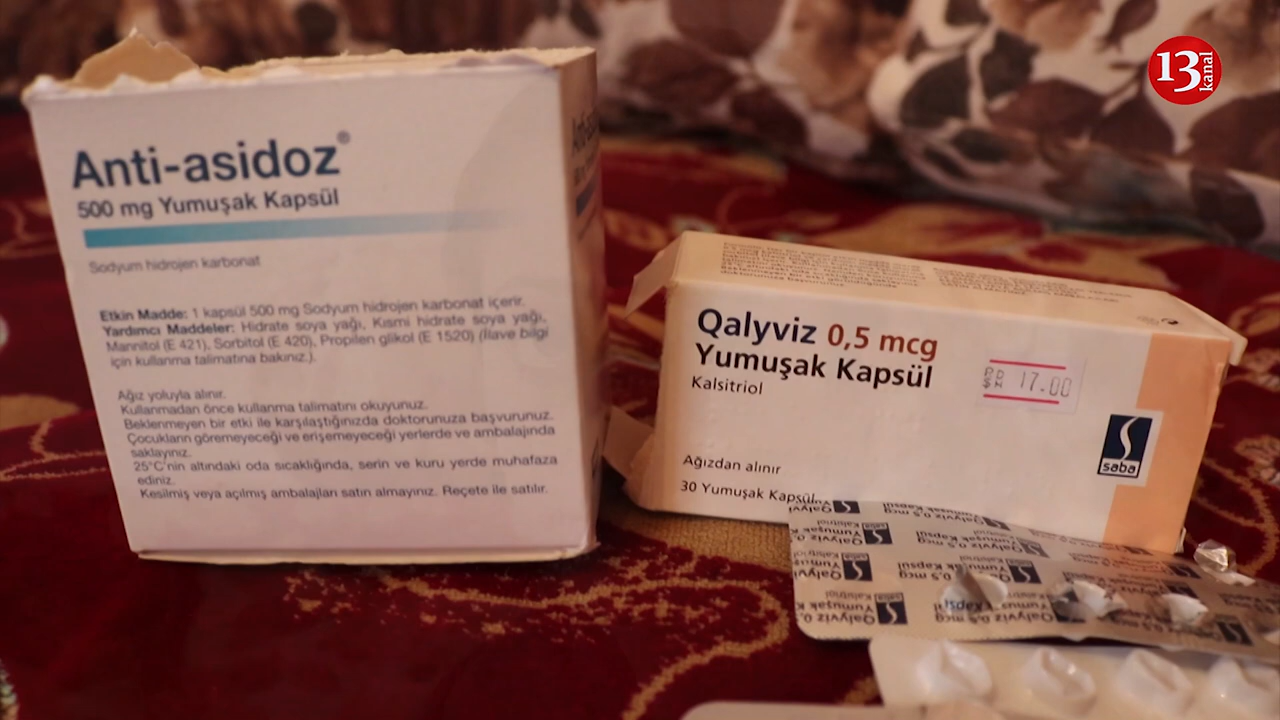 13 kanal
Anti-asidoz®
500 mg Yumuşak Kapsül
Sodyum hidrojen karbonat
Etkin Madde: 1 kapsül 500 mg Sodyum hidrojen karbonat içerir.
Yardımcı Maddeler: Hidrate soya yağı, Kısmi hidrate soya yağı,
Mannitol (E 421), Sorbitol (E 420), Propilen glikol (E 1520) (İlave bilgi
için kullanma talimatına bakınız.).
Ağız yoluyla alınır.
Kullanmadan önce kullanma talimatını okuyunuz.
Beklenmeyen bir etki ile karşılaştığınızda doktorunuza başvurunuz.
Çocukların göremeyeceği ve erişemeyeceği yerlerde ve ambalajında
saklayınız.
25°C'nin altındaki oda sıcaklığında, serin ve kuru yerde muhafaza
ediniz.
Kesilmiş veya açılmış ambalajları satın almayınız. Reçete ile satılır.
Qalyviz 0,5 mcg
Yumuşak Kapsül
Kalsitriol
17.00
saba
Ağızdan alınır
30 Yumuşak Kapsül
Qalyviz 0,5 mcg
Yumuşak Kapsül
Kalsitriol